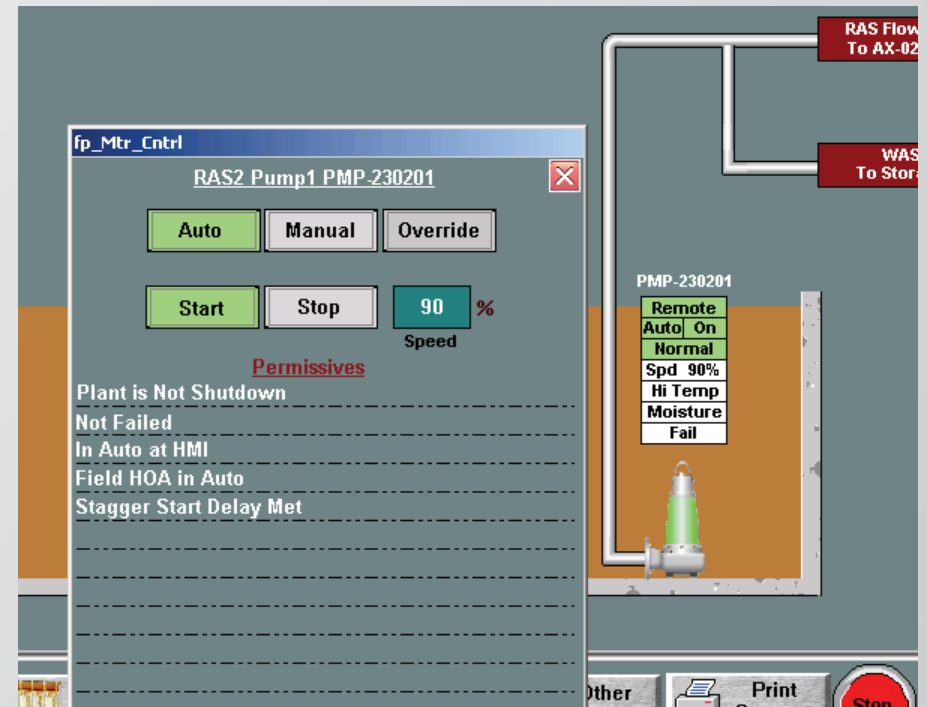 RAS Flow
To AX-02
WAS
fp_Mtr_Cntrl
RAS2 Pump1 PMP-230201
Auto Manual Override
Start Stop 90 %
Speed
Permissives
Plant is Not Shutdown
Not Failed
In Auto at HMI
Field HOA in Auto
Stagger Start Delay Met
PMP-230201
Remote
Auto On
Normal
Spd 90%
Hi Temp
Moisture
Fail
To
Print
Stop